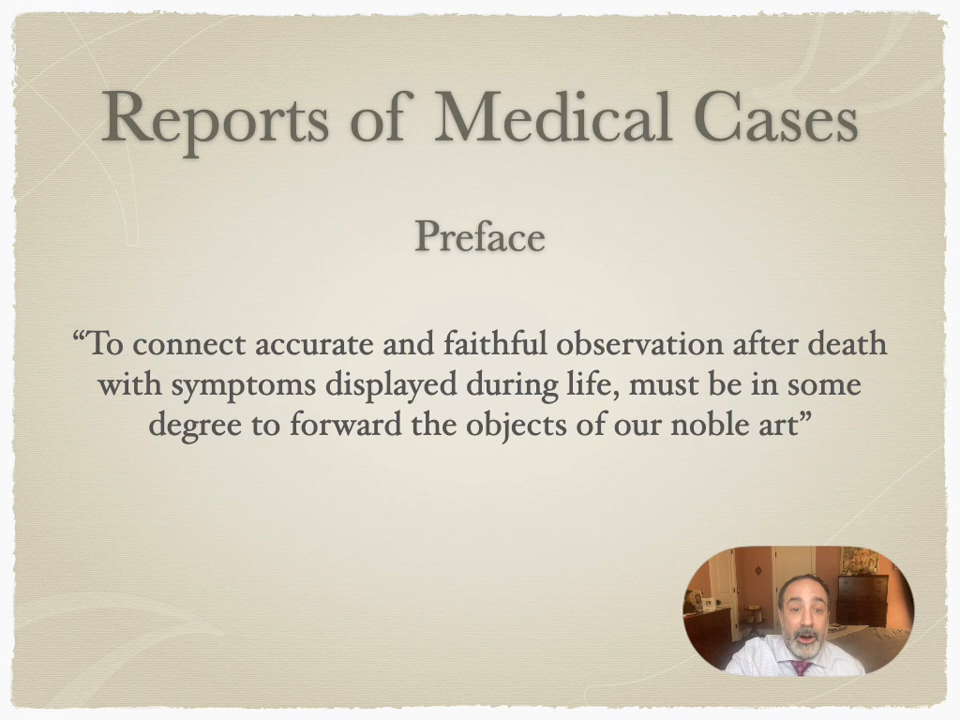 Reports of Medical Cases
Preface
“To connect accurate and faithful observation after death
with symptoms displayed during life, must be in some
degree to forward the objects of our noble art”